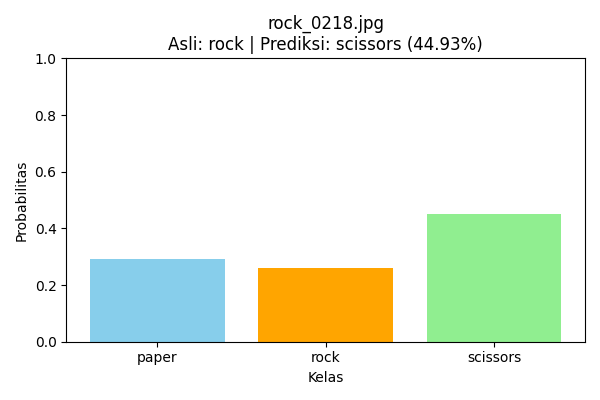 rock_0218.jpg
Asli: rock | Prediksi: scissors (44.93%)
1.0
0.8
0.6
0.4
0.2
0.0
Probabilitas
paper
rock
scissors
Kelas